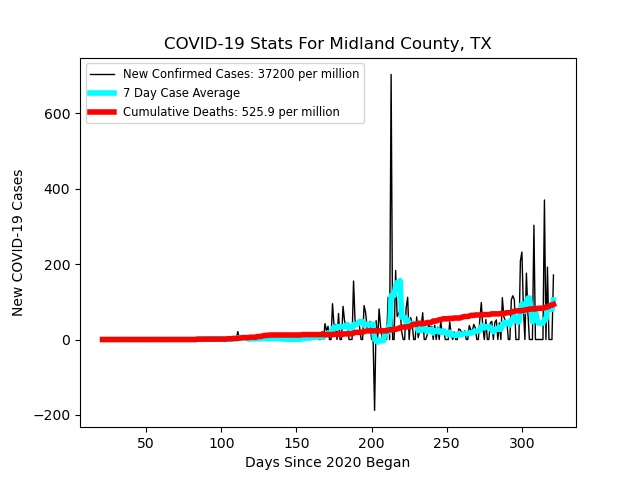 COVID-19 Stats For Midland County, TX
New Confirmed Cases: 37200 per million
7 Day Case Average
Cumulative Deaths: 525.9 per million
New COVID-19 Cases
600
400
200
0
−200
50
100
150
200
250
300
Days Since 2020 Began